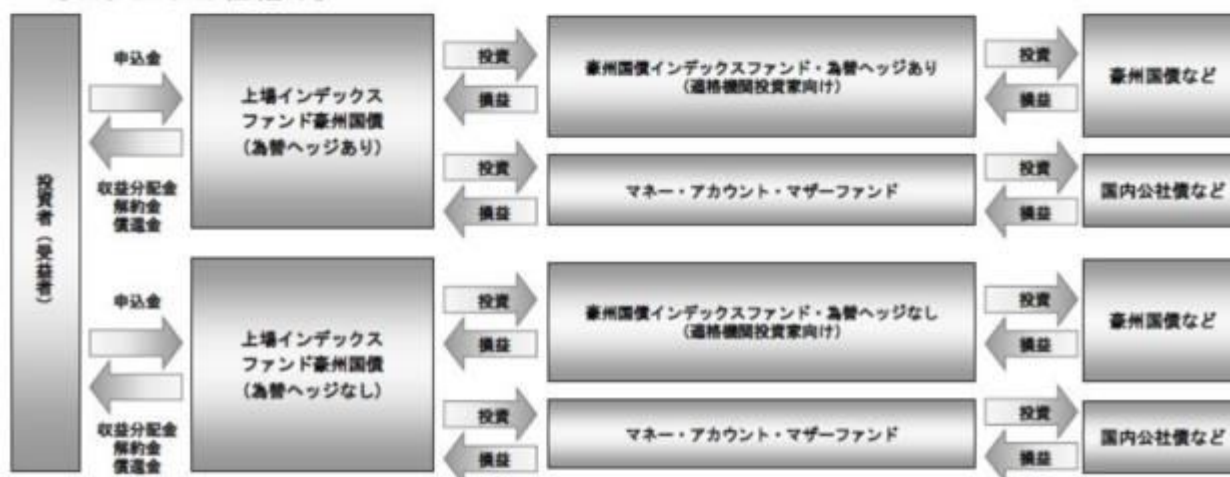 投資者（受益者）
申込金
収益分配金
解約金
償還金
上場インデックス
ファンド豪州国債
（為替ヘッジあり）
投資
損益
豪州国債インデックスファンド・為替ヘッジあり
（適格機関投資家向け）
投資
損益
豪州国債など
投資
損益
マネー・アカウント・マザーファンド
投資
損益
国内公社債など
申込金
収益分配金
解約金
償還金
上場インデックス
ファンド豪州国債
（為替ヘッジなし）
投資
損益
豪州国債インデックスファンド・為替ヘッジなし
（適格機関投資家向け）
投資
損益
豪州国債など
投資
損益
マネー・アカウント・マザーファンド
投資
損益
国内公社債など